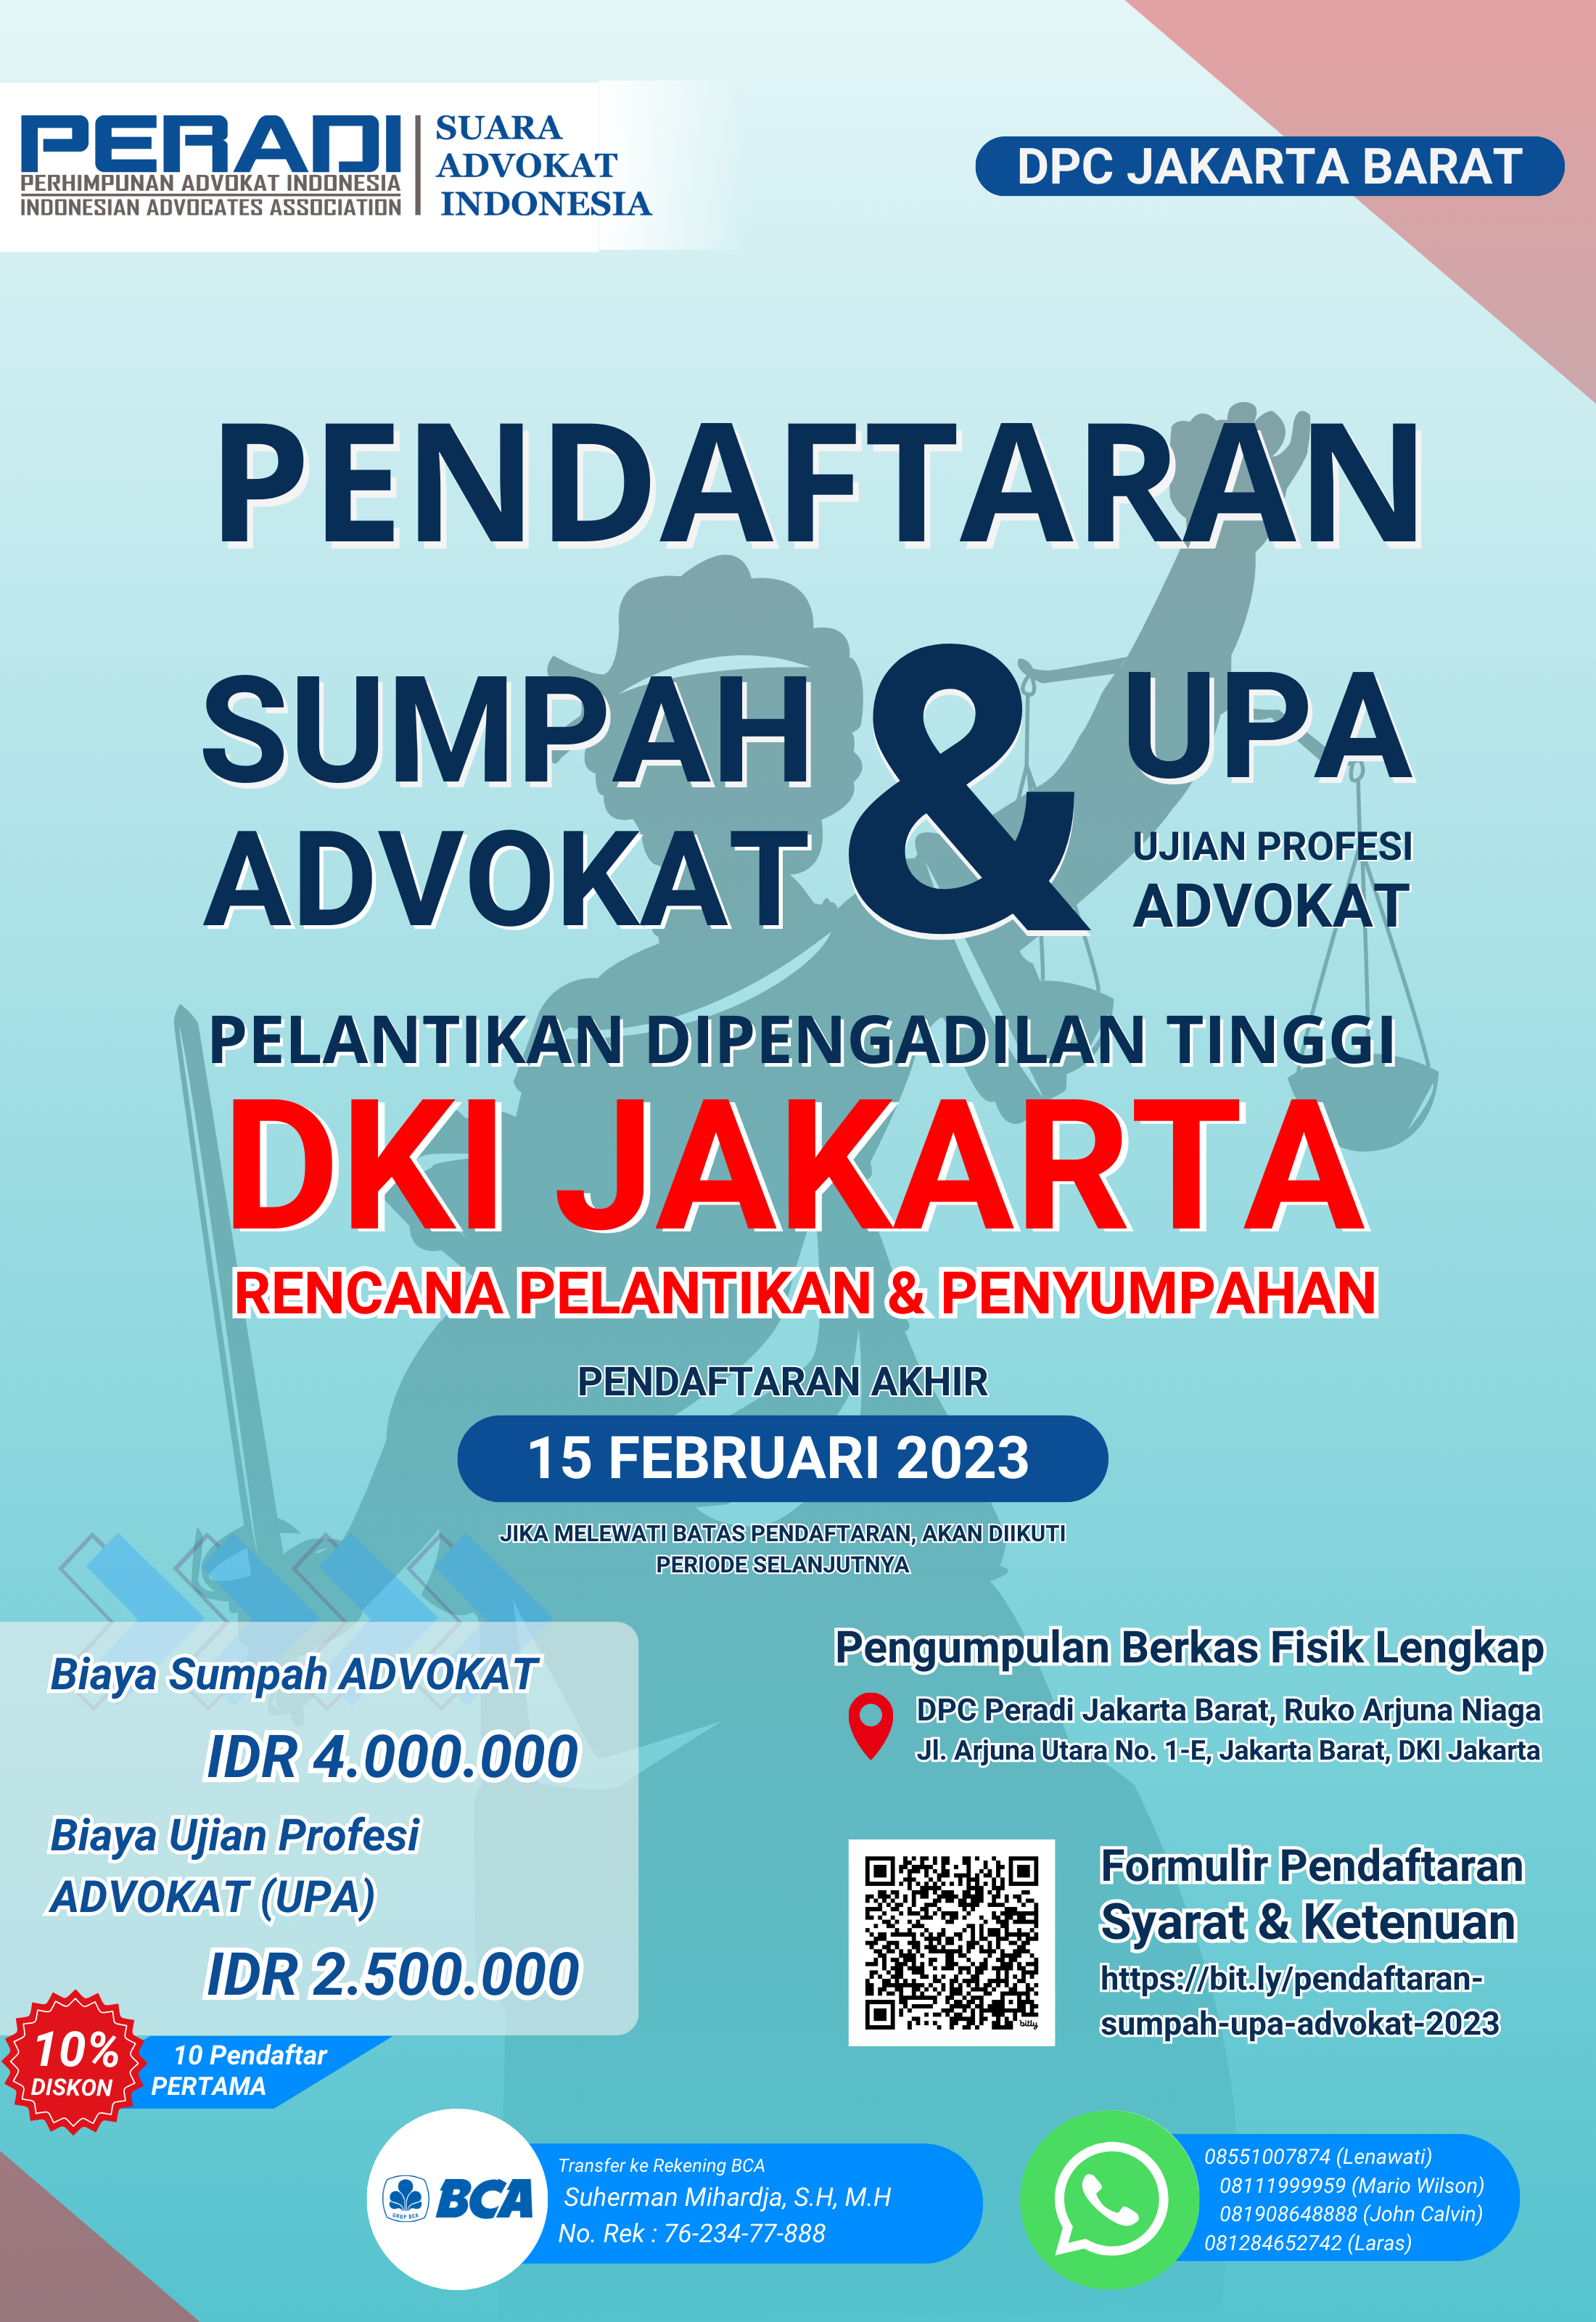 PERADI
PERHIMPUNAN ADVOKAT INDONESIA
INDONESIAN ADVOCATES ASSOCIATION
SUARA
ADVOKAT
INDONESIA
DPC JAKARTA BARAT
PENDAFTARAN
SUMPAH
ADVOKAT
&
UPA
UJIAN PROFESI
ADVOKAT
PELANTIKAN DIPENGADILAN TINGGI
DKI JAKARTA
RENCANA PELANTIKAN & PENYUMPAHAN
PENDAFTARAN AKHIR
15 FEBRUARI 2023
JIKA MELEWATI BATAS PENDAFTARAN, AKAN DIIKUTI
PERIODE SELANJUTNYA
Biaya Sumpah ADVOKAT
IDR 4.000.000
Biaya Ujian Profesi
ADVOKAT (UPA)
IDR 2.500.000
10%
DISKON
10 Pendaftar
PERTAMA
Pengumpulan Berkas Fisik Lengkap
DPC Peradi Jakarta Barat, Ruko Arjuna Niaga
Jl. Arjuna Utara No. 1-E, Jakarta Barat, DKI Jakarta
bitly
Formulir Pendaftaran
Syarat & Ketenuan
https://bit.ly/pendaftaran-
sumpah-upa-advokat-2023
GRUP BCA
BCA
Transfer ke Rekening BCA
Suherman Mihardja, S.H, M.H
No. Rek : 76-234-77-888
08551007874 (Lenawati)
08111999959 (Mario Wilson)
081908648888 (John Calvin)
081284652742 (Laras)